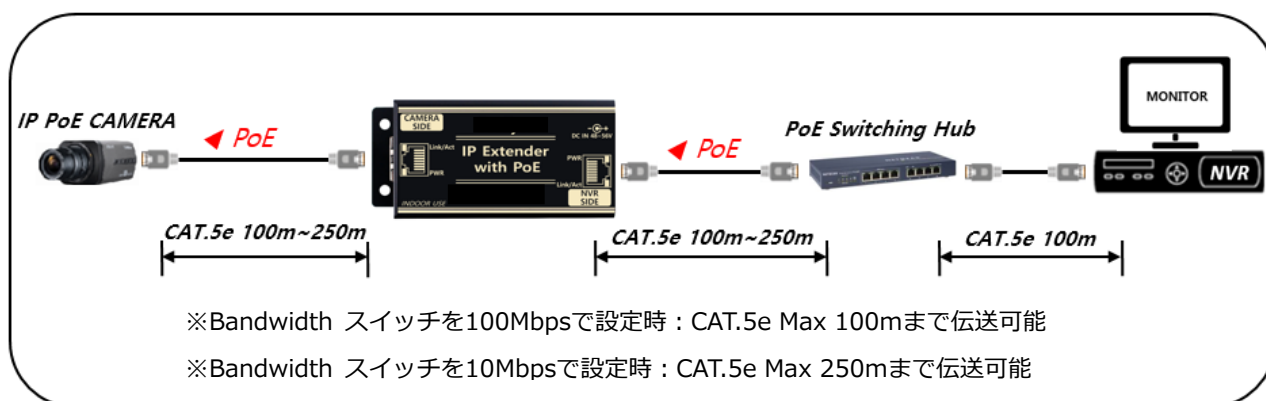 IP PoE CAMERA
PoE
CAMERA SIDE
Link/Act
PWR
IP Extender
with PoE
INDOOR USE
DC IN 48~56V
PWR
Link/Act
NVR SIDE
PoE
PoE Switching Hub
MONITOR
NVR
CAT.5e 100m~250m
CAT.5e 100m~250m
CAT.5e 100m
※Bandwidth スイッチを100Mbpsで設定時：CAT.5e Max 100mまで伝送可能
※Bandwidth スイッチを10Mbpsで設定時：CAT.5e Max 250mまで伝送可能